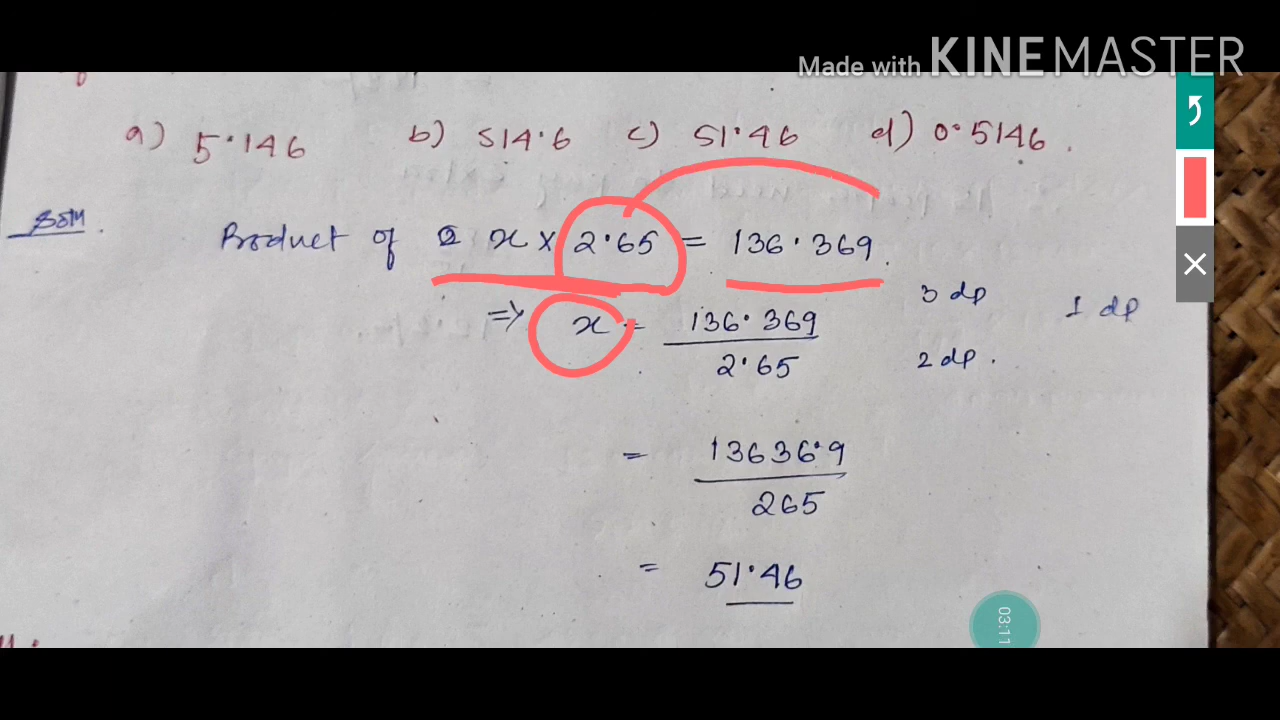 Made with KINEMASTER
a) 5.146 b) 514.6 c) 51.46 d) 0.5146.
Soln.
Product of x × 2.65 = 136.369.
⇒ x = 136.369
2.65
3 dp
2 dp.
1 dp
= 13636.9
265
= 51.46
03:11